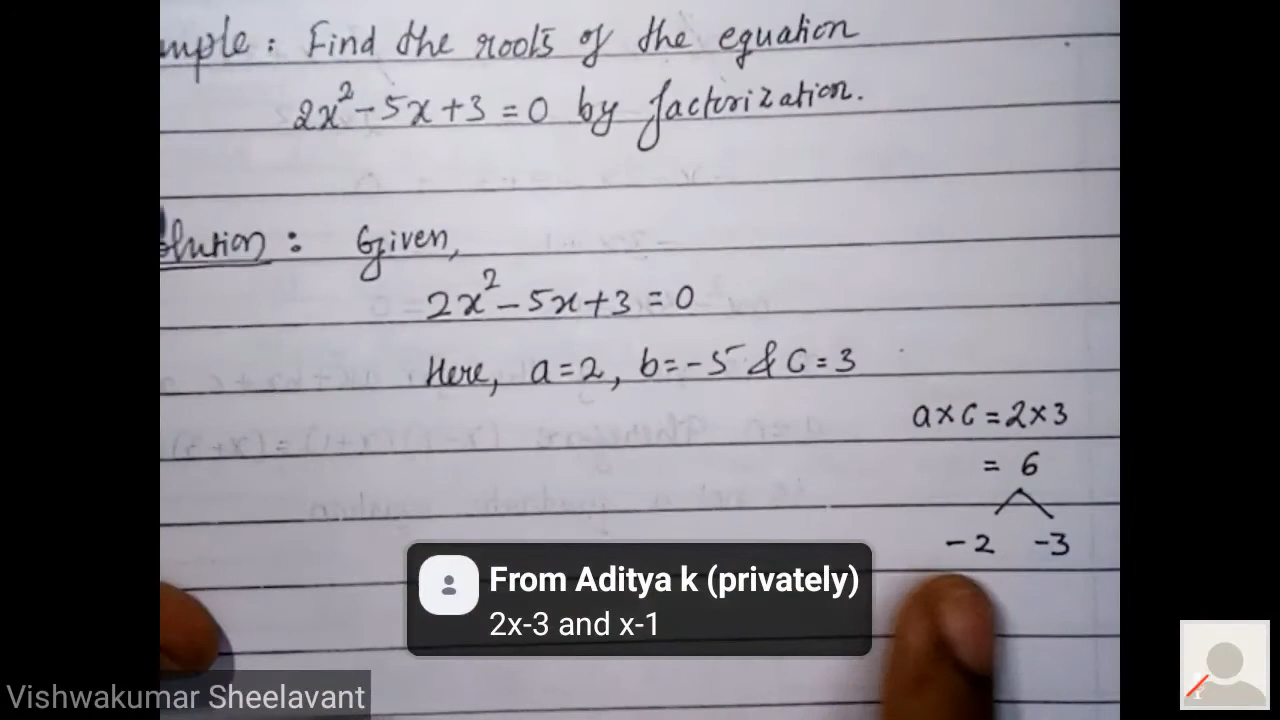 mple: Find the roots of the equation
2x² - 5x + 3 = 0 by factorization.
olution: Given,
2x² - 5x + 3 = 0
Here, a = 2, b = -5 & c = 3
a × c = 2 × 3
= 6
-2 -3
From Aditya k (privately)
2x-3 and x-1
Vishwakumar Sheelavant